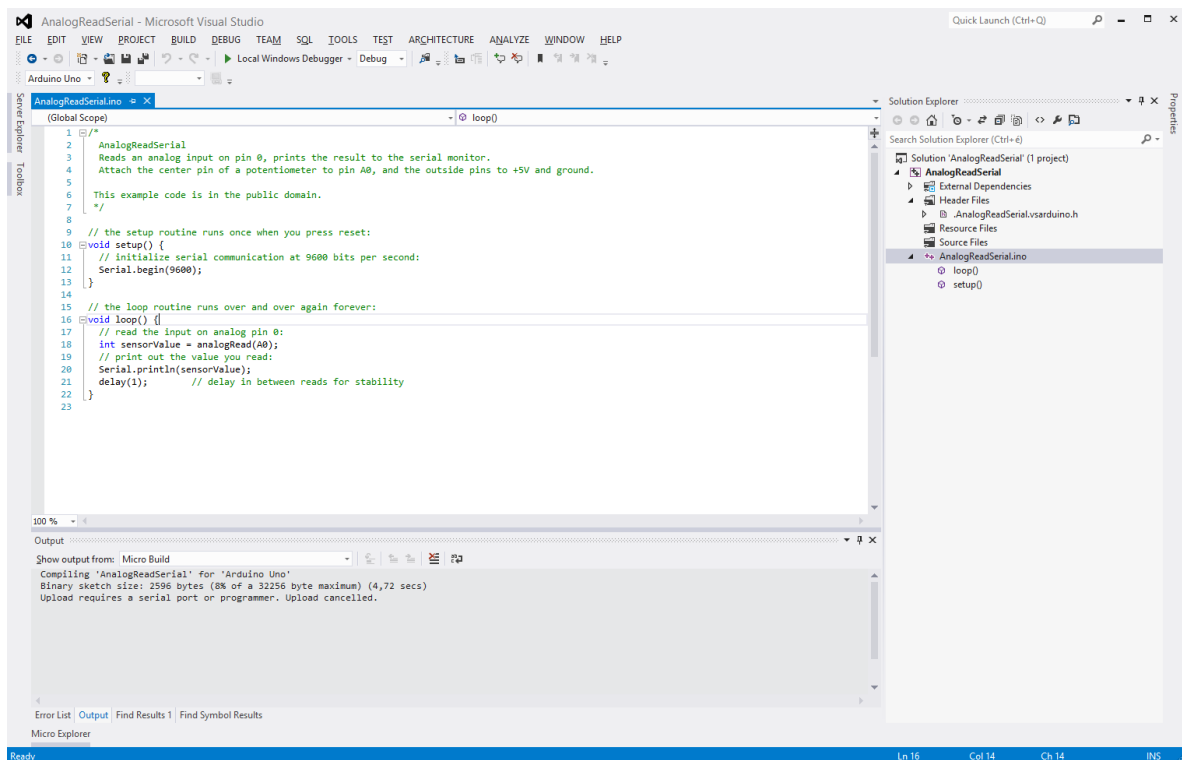 AnalogReadSerial - Microsoft Visual Studio
Quick Launch (Ctrl+Q)
FILE EDIT VIEW PROJECT BUILD DEBUG TEAM SQL TOOLS TEST ARCHITECTURE ANALYZE WINDOW HELP
Local Windows Debugger Debug
Arduino Uno
Server Explorer
Toolbox
AnalogReadSerial.ino
(Global Scope) loop()
1 /*
2 AnalogReadSerial
3 Reads an analog input on pin 0, prints the result to the serial monitor.
4 Attach the center pin of a potentiometer to pin A0, and the outside pins to +5V and ground.
5
6 This example code is in the public domain.
7 */
8
9 // the setup routine runs once when you press reset:
10 void setup() {
11 // initialize serial communication at 9600 bits per second:
12 Serial.begin(9600);
13 }
14
15 // the loop routine runs over and over again forever:
16 void loop() {
17 // read the input on analog pin 0:
18 int sensorValue = analogRead(A0);
19 // print out the value you read:
20 Serial.println(sensorValue);
21 delay(1); // delay in between reads for stability
22 }
23
100 %
Output
Show output from: Micro Build
Compiling 'AnalogReadSerial' for 'Arduino Uno'
Binary sketch size: 2596 bytes (8% of a 32256 byte maximum) (4,72 secs)
Upload requires a serial port or programmer. Upload cancelled.
Error List Output Find Results 1 Find Symbol Results
Micro Explorer
Solution Explorer
Search Solution Explorer (Ctrl+é)
Solution 'AnalogReadSerial' (1 project)
AnalogReadSerial
External Dependencies
Header Files
.AnalogReadSerial.vsarduino.h
Resource Files
Source Files
AnalogReadSerial.ino
loop()
setup()
Properties
Ready Ln 16 Col 14 Ch 14 INS